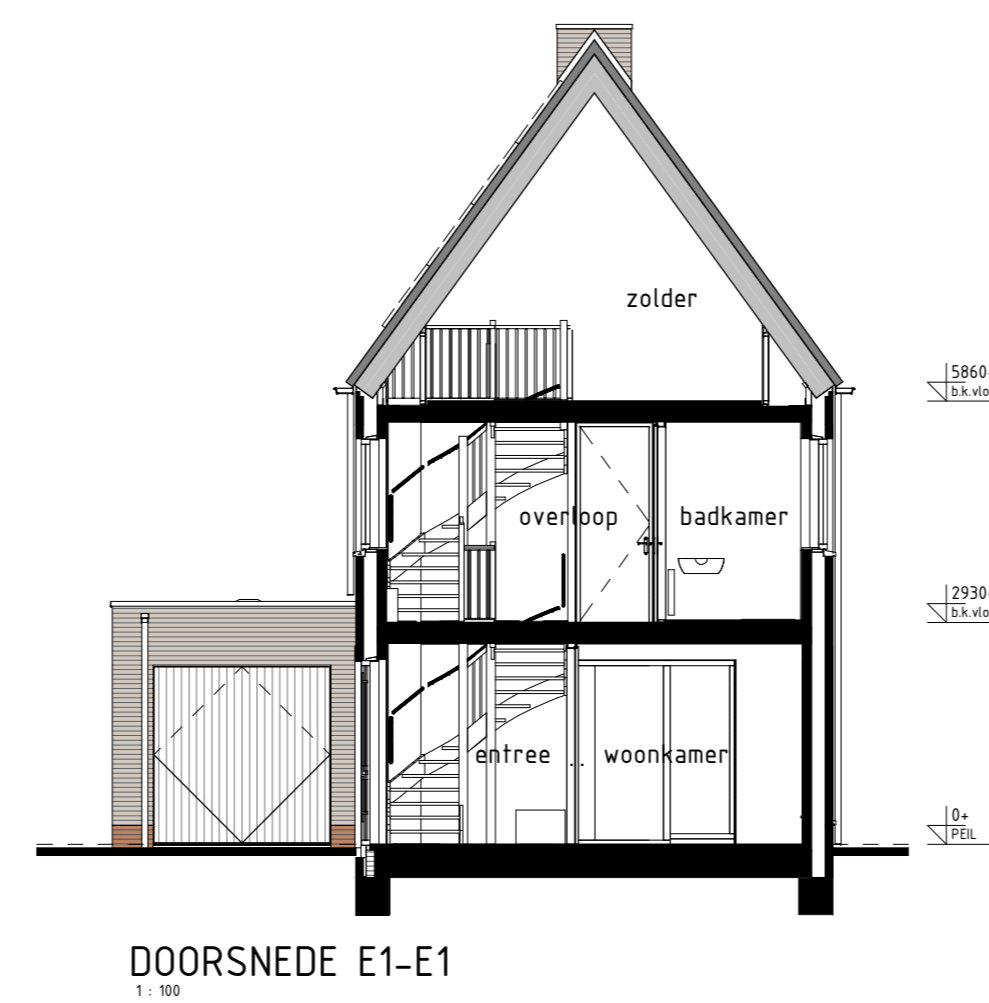 zolder
5860+
b.k.vlo
overloop badkamer
2930+
b.k.vlo
entree woonkamer
0+
PEIL
DOORSNEDE E1-E1
1 : 100